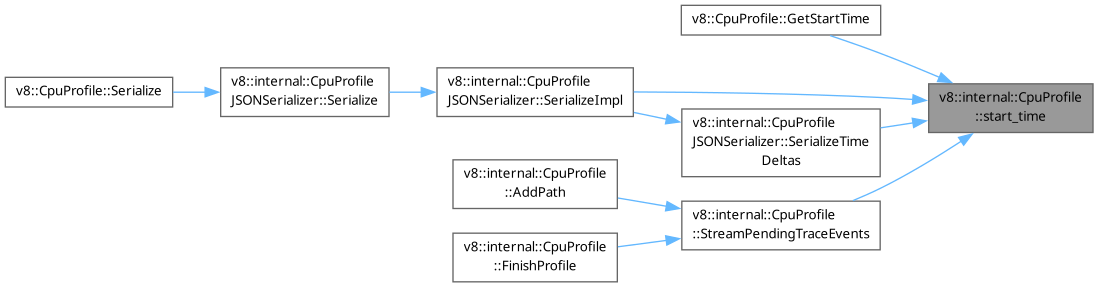 v8::CpuProfile::GetStartTime
v8::CpuProfile::Serialize
v8::internal::CpuProfile
JSONSerializer::Serialize
v8::internal::CpuProfile
JSONSerializer::SerializeImpl
v8::internal::CpuProfile
::start_time
v8::internal::CpuProfile
JSONSerializer::SerializeTime
Deltas
v8::internal::CpuProfile
::AddPath
v8::internal::CpuProfile
::StreamPendingTraceEvents
v8::internal::CpuProfile
::FinishProfile